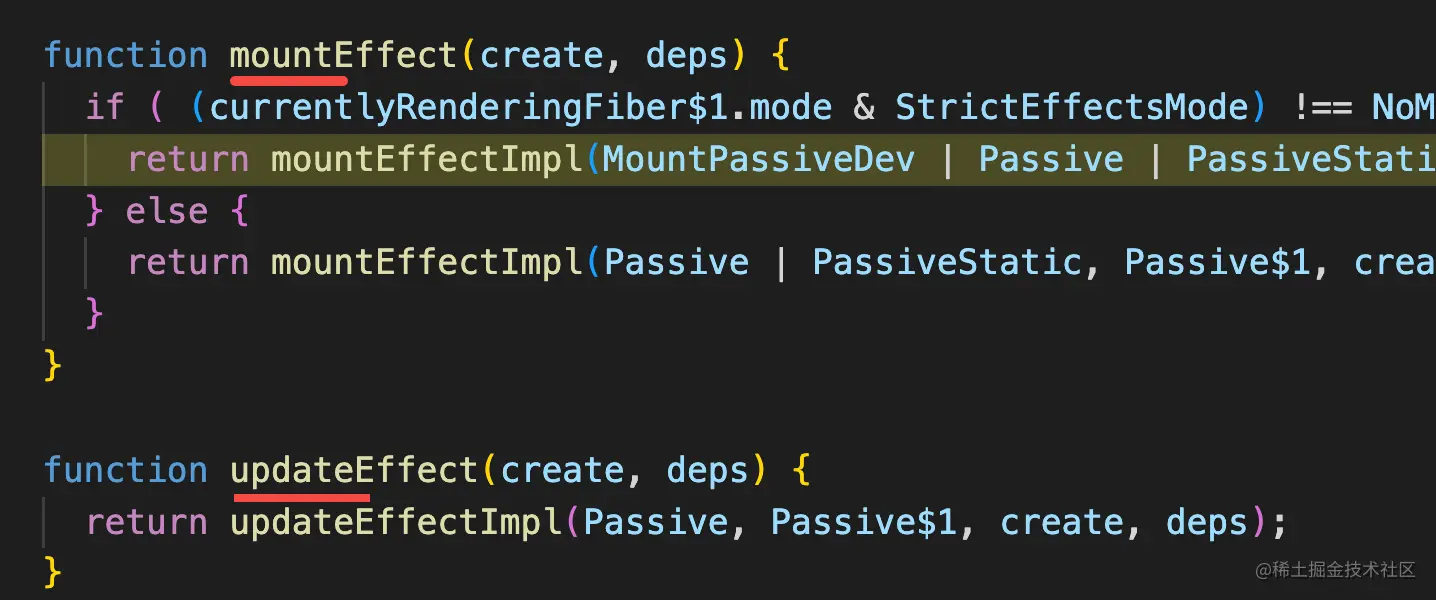 function mountEffect(create, deps) {
if ( (currentlyRenderingFiber$1.mode & StrictEffectsMode) !== NoM
return mountEffectImpl(MountPassiveDev | Passive | PassiveStati
} else {
return mountEffectImpl(Passive | PassiveStatic, Passive$1, crea
}
}
function updateEffect(create, deps) {
return updateEffectImpl(Passive, Passive$1, create, deps);
}
@稀土掘金技术社区